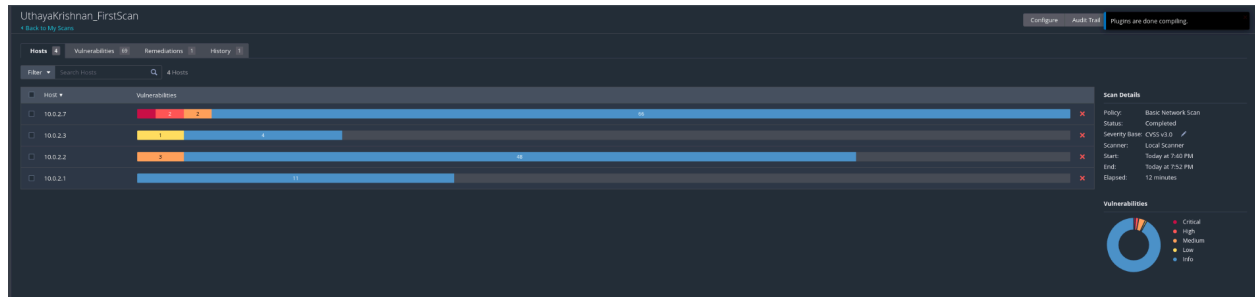 UthayaKrishnan_FirstScan
Back to My Scans
Configure Audit Trail Plugins are done compiling.
Hosts 4 Vulnerabilities 69 Remediations 1 History 1
Filter Search Hosts 4 Hosts
Host Vulnerabilities
10.0.2.7 2 2
10.0.2.3 1 4
10.0.2.2 3 48
10.0.2.1 11
Scan Details
Policy: Basic Network Scan
Status: Completed
Severity Base: CVSS v3.0
Scanner: Local Scanner
Start: Today at 7:40 PM
End: Today at 7:52 PM
Elapsed: 12 minutes
Vulnerabilities
Critical
High
Medium
Low
Info